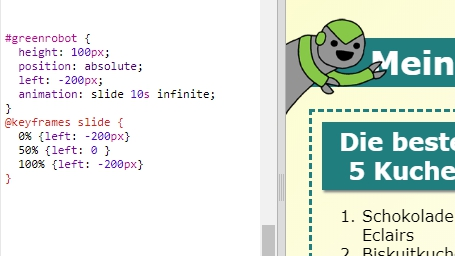 #greenrobot {
height: 100px;
position: absolute;
left: -200px;
animation: slide 10s infinite;
}
@keyframes slide {
0% {left: -200px}
50% {left: 0 }
100% {left: -200px}
}
Mein
Die beste
5 Kuche
1. Schokolade
Eclairs
2. Biskuitkuch